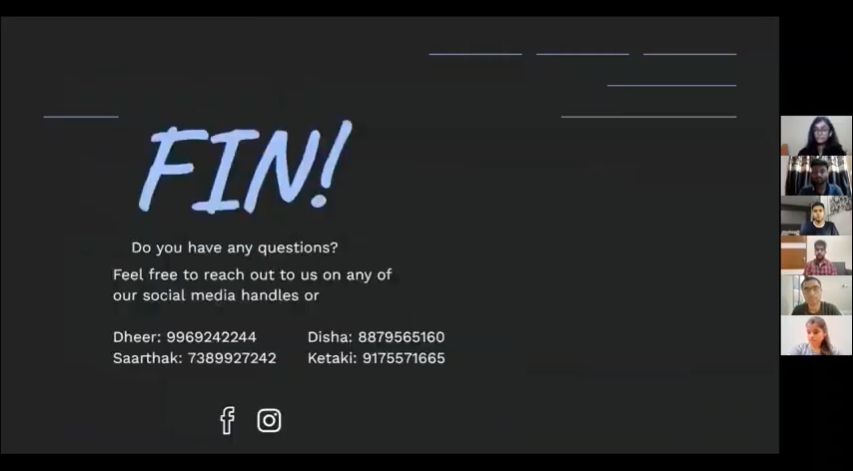 FIN!
Do you have any questions?
Feel free to reach out to us on any of
our social media handles or
Dheer: 9969242244 Disha: 8879565160
Saarthak: 7389927242 Ketaki: 9175571665